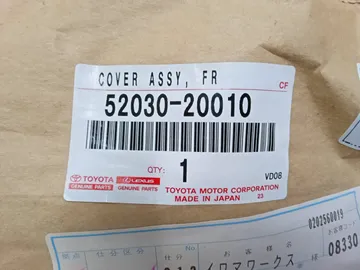 COVER ASSY, FR
CF
52030-20010
TOYOTA
GENUINE PARTS
LEXUS
GENUINE PARTS
QTY:
1
VD08
TOYOTA MOTOR CORPORATION
MADE IN JAPAN
23
0202560019
08330